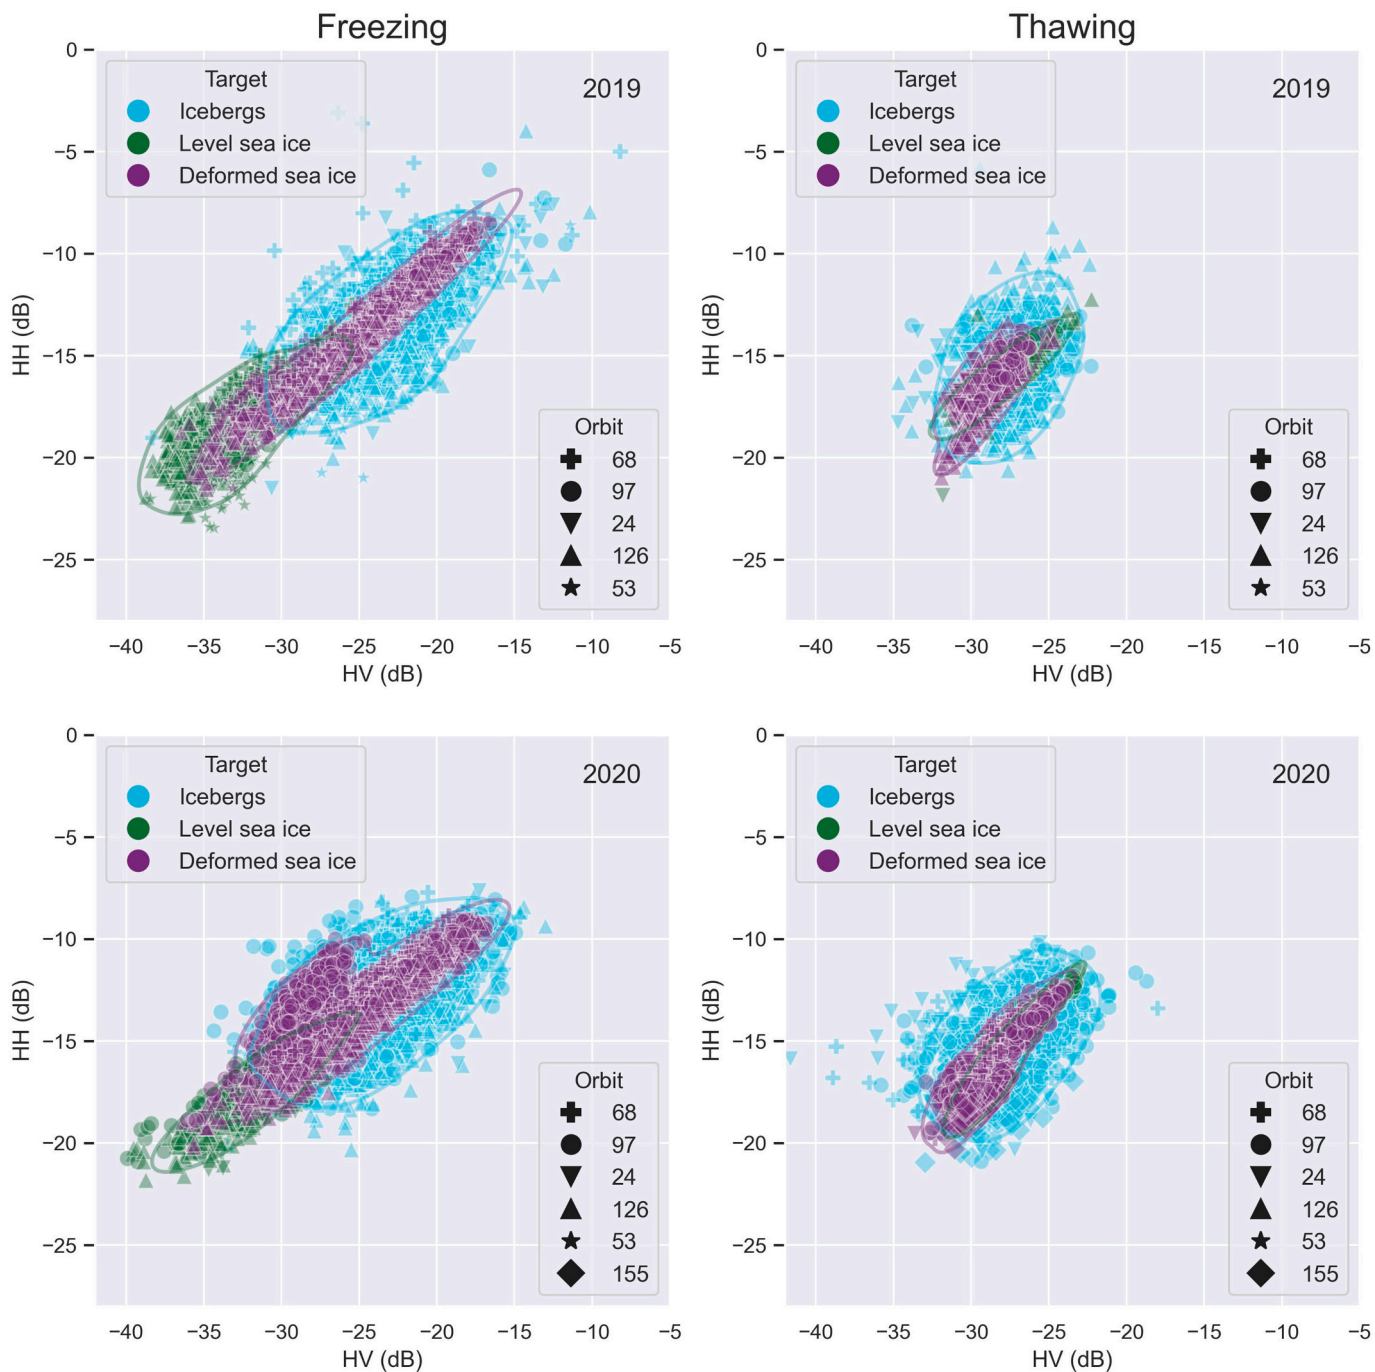 Freezing
Thawing
0
−5
−10
−15
−20
−25
HH (dB)
Target
Icebergs
Level sea ice
Deformed sea ice
2019
Orbit
68
97
24
126
53
−40 −35 −30 −25 −20 −15 −10 −5
HV (dB)
0
−5
−10
−15
−20
−25
HH (dB)
Target
Icebergs
Level sea ice
Deformed sea ice
2019
Orbit
68
97
24
126
53
−40 −35 −30 −25 −20 −15 −10 −5
HV (dB)
0
−5
−10
−15
−20
−25
HH (dB)
Target
Icebergs
Level sea ice
Deformed sea ice
2020
Orbit
68
97
24
126
53
155
−40 −35 −30 −25 −20 −15 −10 −5
HV (dB)
0
−5
−10
−15
−20
−25
HH (dB)
Target
Icebergs
Level sea ice
Deformed sea ice
2020
Orbit
68
97
24
126
53
155
−40 −35 −30 −25 −20 −15 −10 −5
HV (dB)